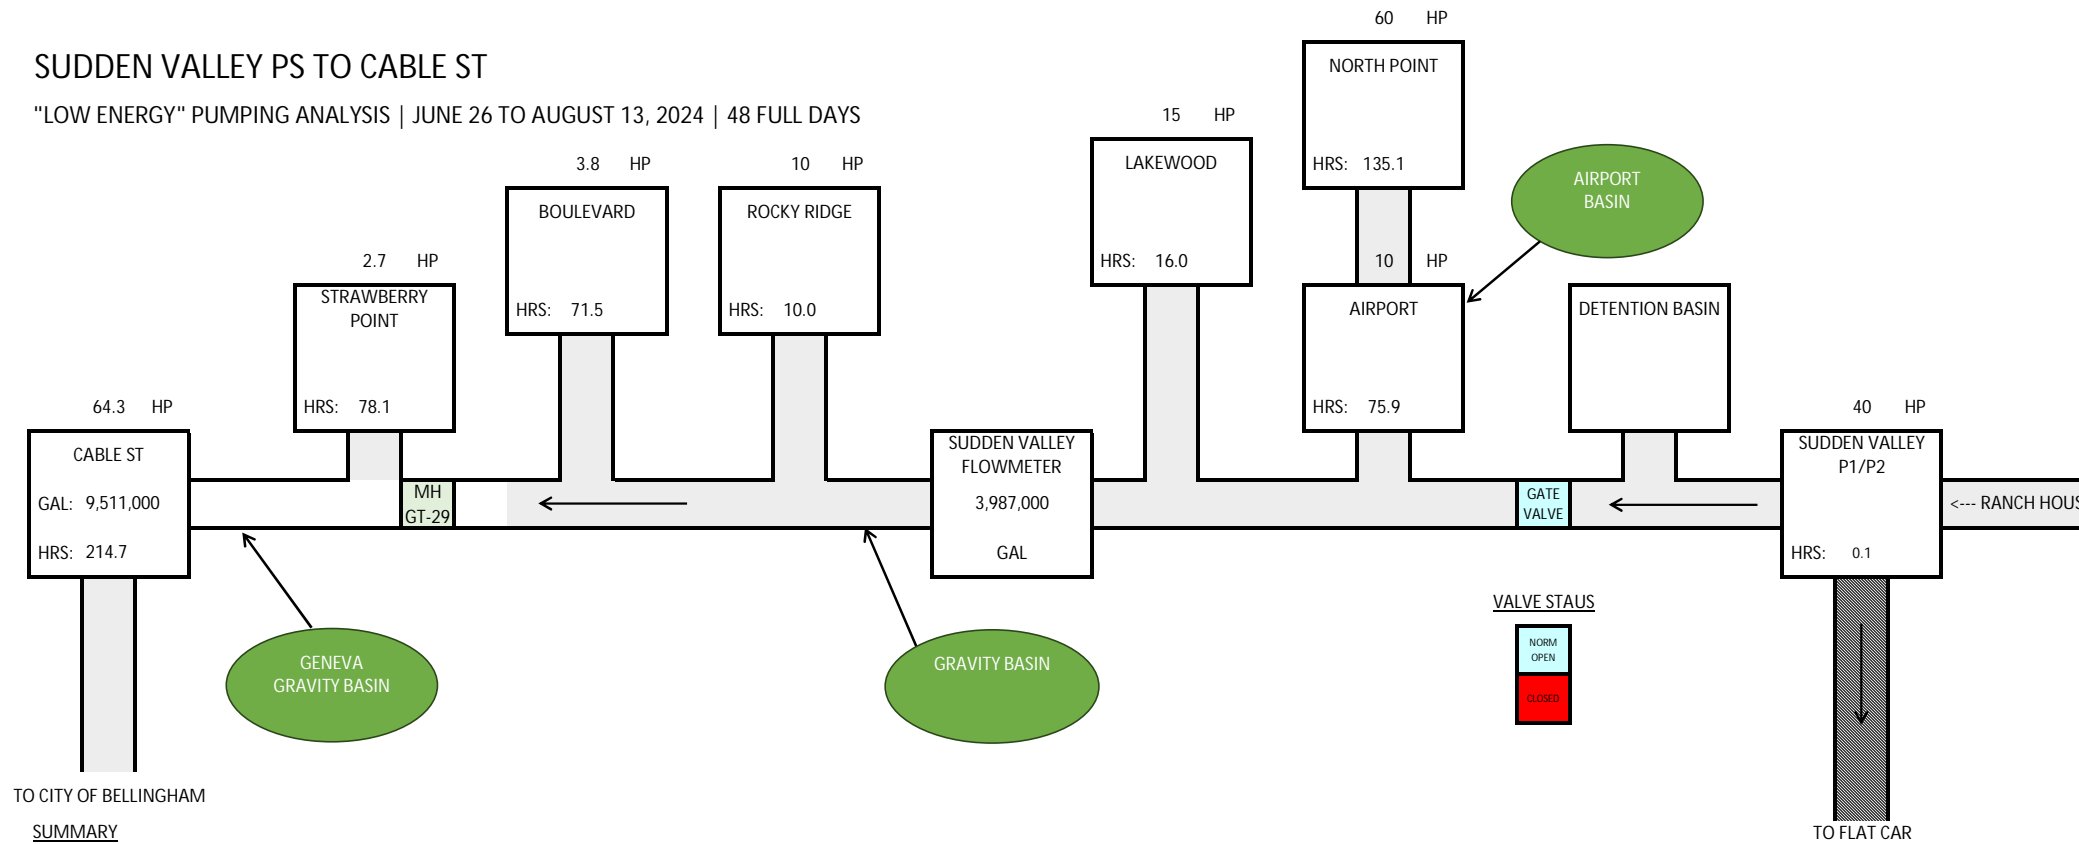 60 HP
SUDDEN VALLEY PS TO CABLE ST
NORTH POINT
"LOW ENERGY" PUMPING ANALYSIS | JUNE 26 TO AUGUST 13, 2024 | 48 FULL DAYS
15 HP
3.8 HP
10 HP
LAKEWOOD
HRS: 135.1
AIRPORT
BASIN
BOULEVARD
ROCKY RIDGE
2.7 HP
HRS: 16.0
10 HP
STRAWBERRY
POINT
HRS: 71.5
HRS: 10.0
AIRPORT
DETENTION BASIN
64.3 HP
HRS: 78.1
HRS: 75.9
40 HP
CABLE ST
SUDDEN VALLEY
FLOWMETER
SUDDEN VALLEY
P1/P2
GAL: 9,511,000
MH
GT-29
3,987,000
GATE
VALVE
<--- RANCH HOUS
HRS: 214.7
GAL
HRS: 0.1
VALVE STAUS
NORM
OPEN
GENEVA
GRAVITY BASIN
GRAVITY BASIN
CLOSED
TO CITY OF BELLINGHAM
SUMMARY
TO FLAT CAR